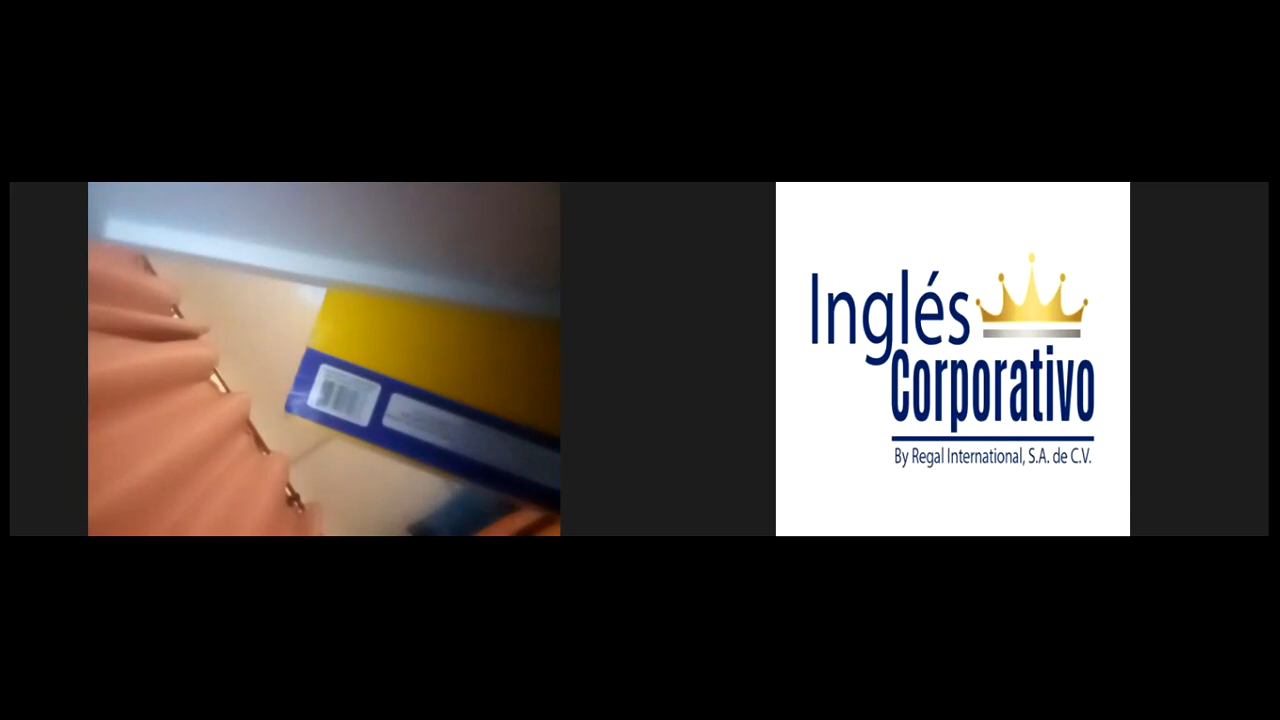 Inglés
Corporativo
By Regal International, S.A. de C.V.